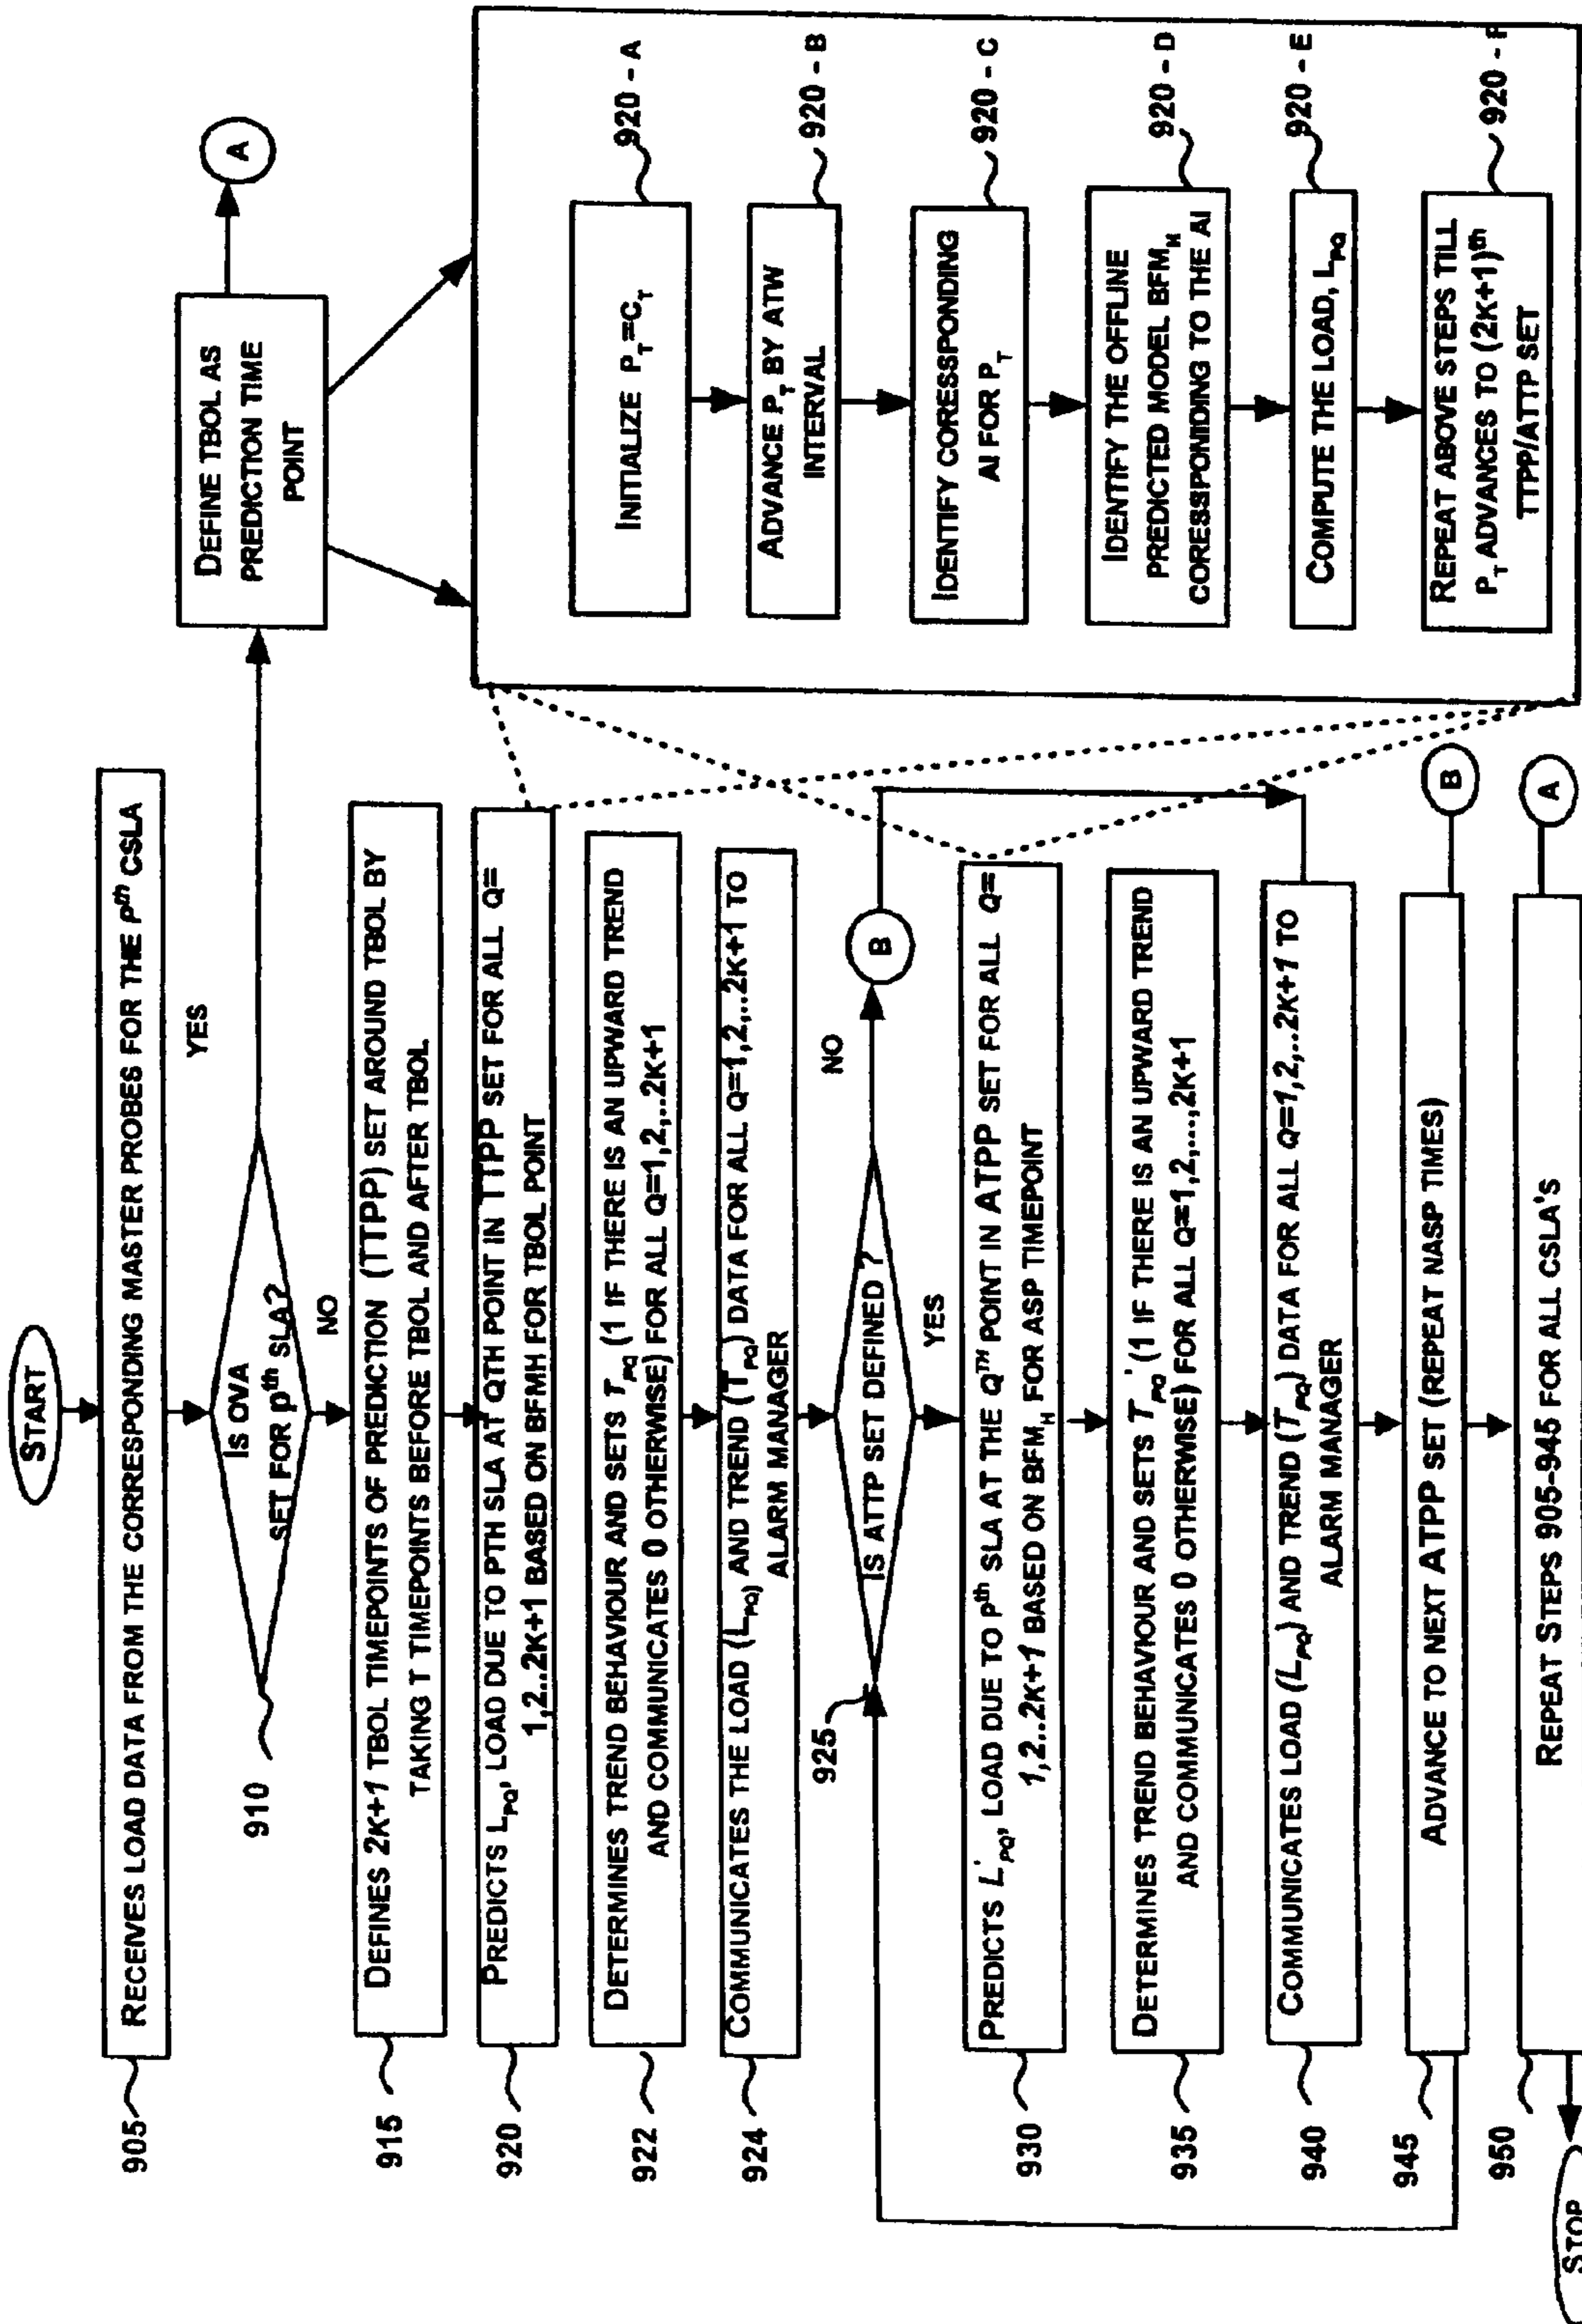 START
905
RECEIVES LOAD DATA FROM THE CORRESPONDING MASTER PROBES FOR THE Pth CSLA
910
IS OVA
SET FOR pth SLA?
YES
DEFINE TBOL AS
PREDICTION TIME
POINT
A
NO
915
DEFINES 2K+1 TBOL TIMEPOINTS OF PREDICTION (TTPP) SET AROUND TBOL BY
TAKING T TIMEPOINTS BEFORE TBOL AND AFTER TBOL
920
PREDICTS LPQ, LOAD DUE TO PTH SLA AT QTH POINT IN TTPP SET FOR ALL Q=
1,2..2K+1 BASED ON BFMH FOR TBOL POINT
922
DETERMINES TREND BEHAVIOUR AND SETS TPQ (1 IF THERE IS AN UPWARD TREND
AND COMMUNICATES 0 OTHERWISE) FOR ALL Q=1,2,..2K+1
924
COMMUNICATES THE LOAD (LPQ) AND TREND (TPQ) DATA FOR ALL Q=1,2,..2K+1 TO
ALARM MANAGER
925
IS ATTP SET DEFINED ?
NO
B
YES
930
PREDICTS L'PQ, LOAD DUE TO Pth SLA AT THE QTH POINT IN ATPP SET FOR ALL Q=
1,2..2K+1 BASED ON BFMH FOR ASP TIMEPOINT
935
DETERMINES TREND BEHAVIOUR AND SETS TPQ' (1 IF THERE IS AN UPWARD TREND
AND COMMUNICATES 0 OTHERWISE) FOR ALL Q=1,2,...,2K+1
940
COMMUNICATES LOAD (LPQ) AND TREND (TPQ) DATA FOR ALL Q=1,2,..2K+1 TO
ALARM MANAGER
945
ADVANCE TO NEXT ATPP SET (REPEAT NASP TIMES)
B
950
REPEAT STEPS 905-945 FOR ALL CSLA'S
A
STOP
INITIALIZE PT=CT
920 - A
ADVANCE PT BY ATW
INTERVAL
920 - B
IDENTIFY CORESSPONDING
AI FOR PT
920 - C
IDENTIFY THE OFFLINE
PREDICTED MODEL BFMH
CORESSPONIDING TO THE AI
920 - D
COMPUTE THE LOAD, LPQ
920 - E
REPEAT ABOVE STEPS TILL
PT ADVANCES TO (2K+1)th
TTPP/ATTP SET
920 - F